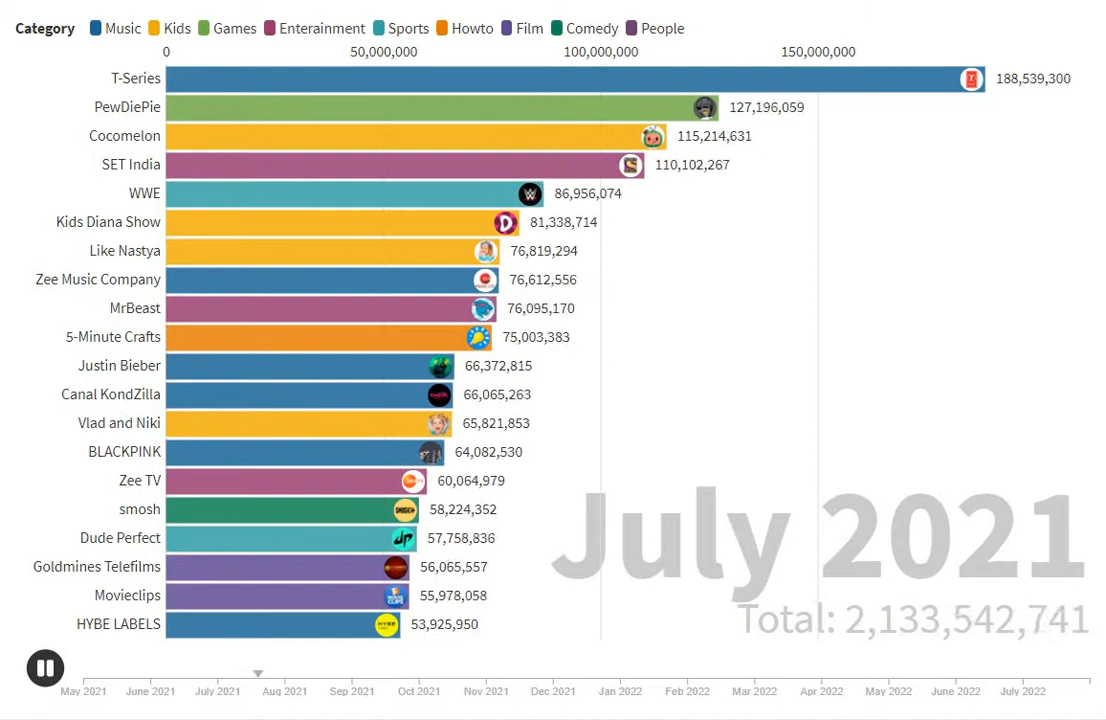 Category Music Kids Games Enterainment Sports Howto Film Comedy People
0 50,000,000 100,000,000 150,000,000
T-Series 188,539,300
PewDiePie 127,196,059
Cocomelon 115,214,631
SET India 110,102,267
WWE 86,956,074
Kids Diana Show 81,338,714
Like Nastya 76,819,294
Zee Music Company 76,612,556
MrBeast 76,095,170
5-Minute Crafts 75,003,383
Justin Bieber 66,372,815
Canal KondZilla 66,065,263
Vlad and Niki 65,821,853
BLACKPINK 64,082,530
Zee TV 60,064,979
smosh 58,224,352
Dude Perfect 57,758,836
Goldmines Telefilms 56,065,557
Movieclips 55,978,058
HYBE LABELS 53,925,950
July 2021
Total: 2,133,542,741
May 2021 June 2021 July 2021 Aug 2021 Sep 2021 Oct 2021 Nov 2021 Dec 2021 Jan 2022 Feb 2022 Mar 2022 Apr 2022 May 2022 June 2022 July 2022